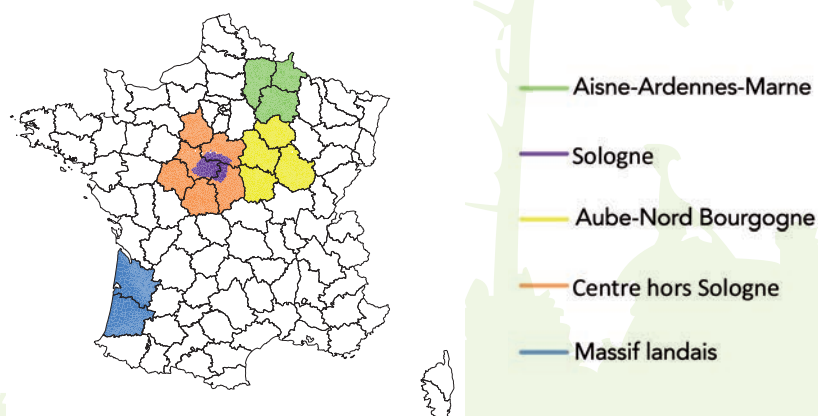 Aisne-Ardennes-Marne
Sologne
Aube-Nord Bourgogne
Centre hors Sologne
Massif landais